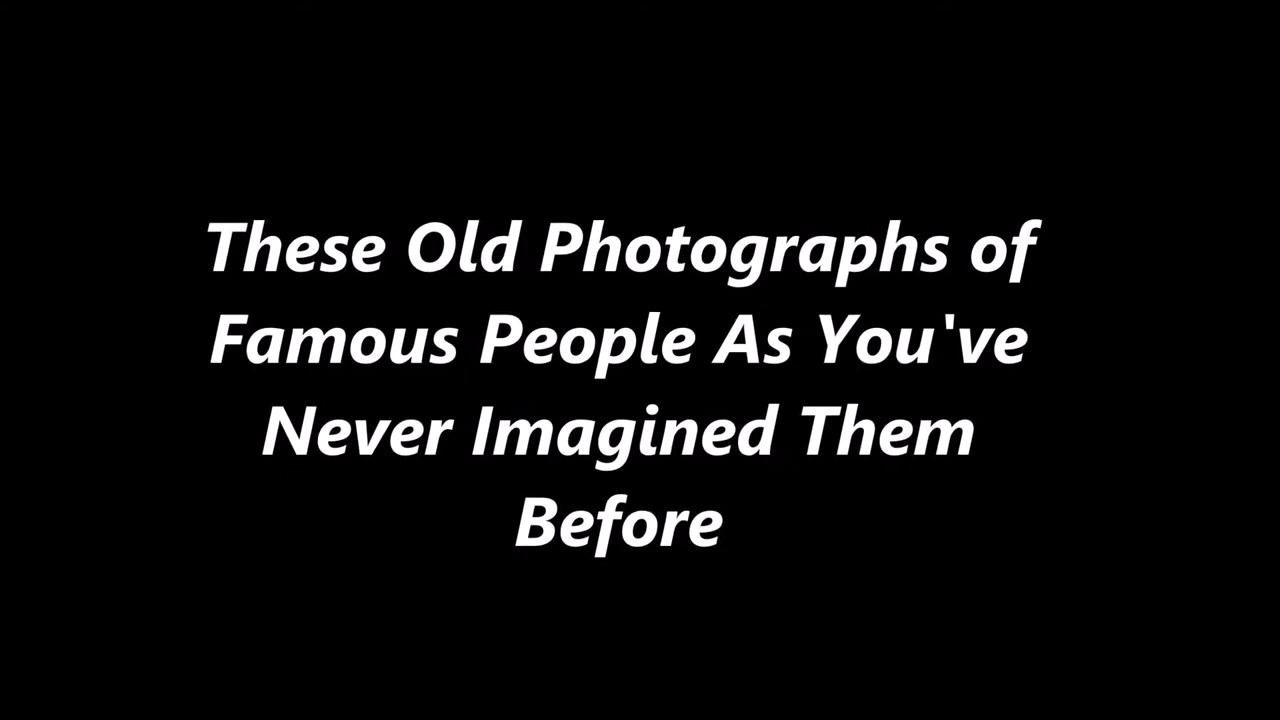 These Old Photographs of
Famous People As You've
Never Imagined Them
Before